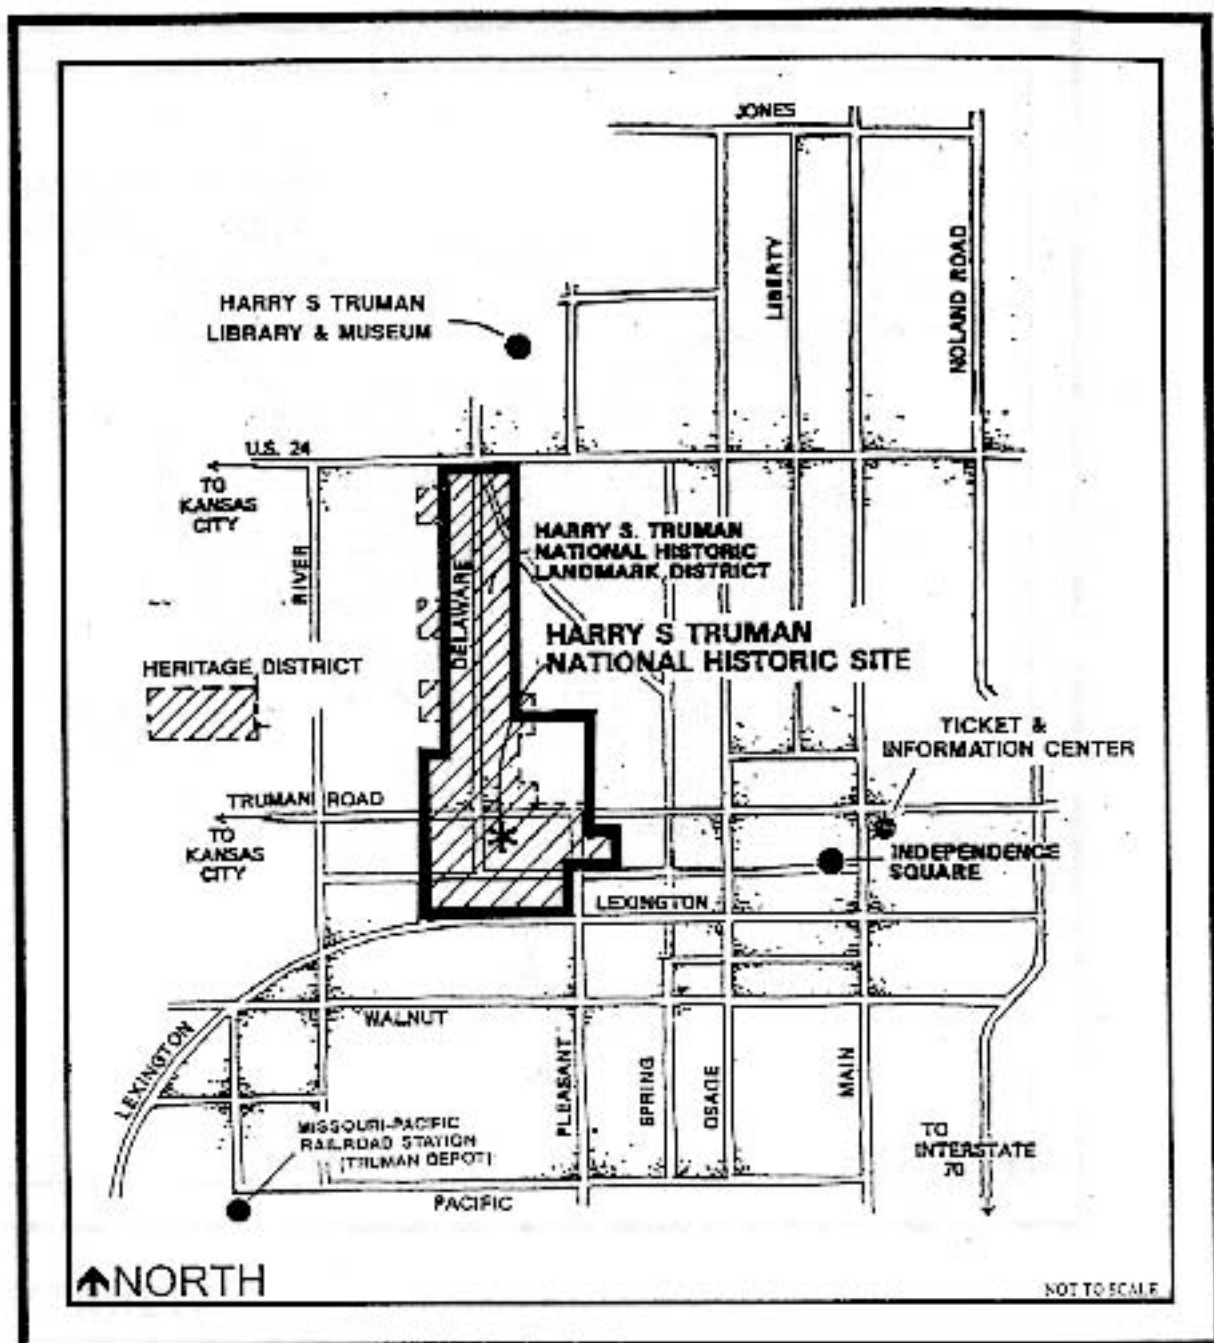 JONES
LIBERTY
NOLAND ROAD
HARRY S TRUMAN
LIBRARY & MUSEUM
U.S. 24
TO
KANSAS
CITY
RIVER
DELAWARE
HARRY S. TRUMAN
NATIONAL HISTORIC
LANDMARK DISTRICT
HARRY S TRUMAN
NATIONAL HISTORIC SITE
HERITAGE DISTRICT
TICKET &
INFORMATION CENTER
TRUMAN ROAD
TO
KANSAS
CITY
INDEPENDENCE
SQUARE
LEXINGTON
WALNUT
LEXINGTON
PLEASANT
SPRING
OSAGE
MAIN
MISSOURI-PACIFIC
RAILROAD STATION
(TRUMAN DEPOT)
TO
INTERSTATE
70
PACIFIC
NORTH
NOT TO SCALE